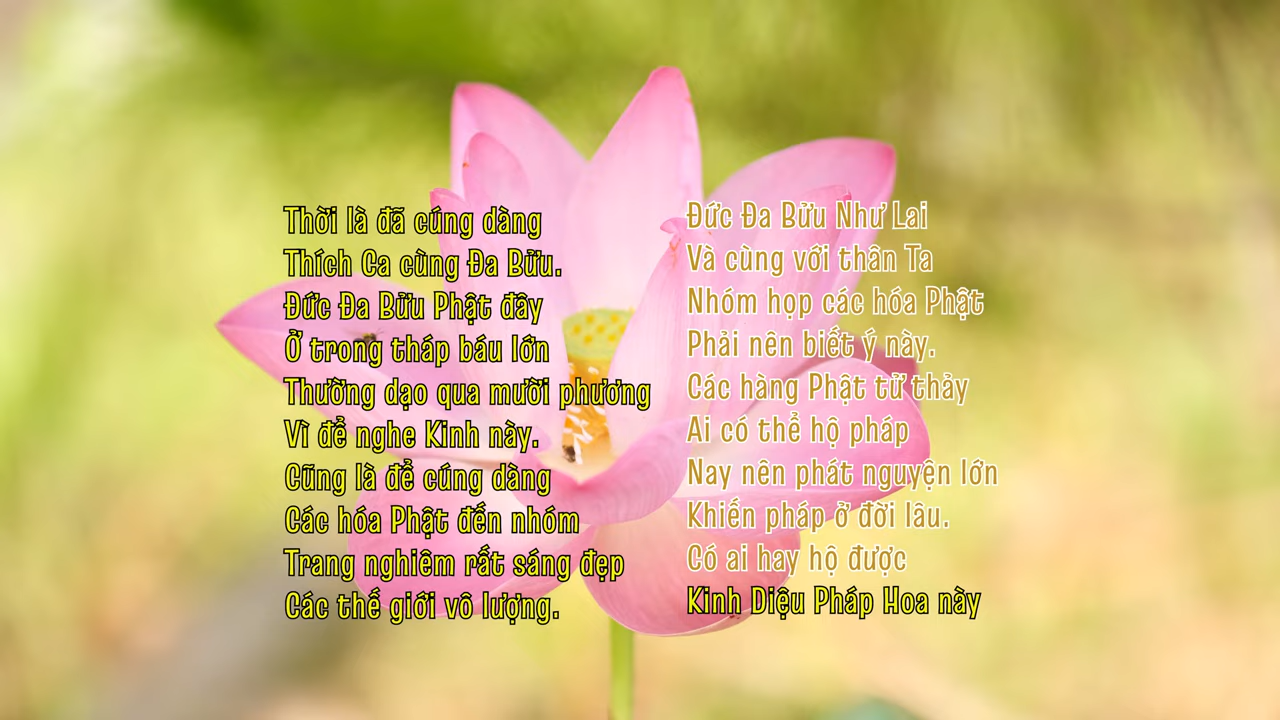 Thời là đã cúng dàng
Thích Ca cùng Đa Bửu.
Đức Đa Bửu Phật đây
Ở trong tháp báu lớn
Thường dạo qua mười phương
Vì để nghe Kinh này.
Cũng là để cúng dàng
Các hóa Phật đến nhóm
Trang nghiêm rất sáng đẹp
Các thế giới vô lượng.
Đức Đa Bửu Như Lai
Và cùng với thân Ta
Nhóm họp các hóa Phật
Phải nên biết ý này.
Các hàng Phật tử thảy
Ai có thể hộ pháp
Nay nên phát nguyện lớn
Khiến pháp ở đời lâu.
Có ai hay hộ được
Kinh Diệu Pháp Hoa này